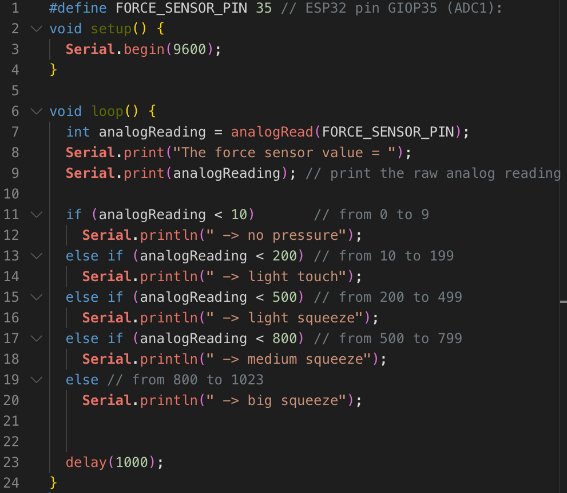 1 #define FORCE_SENSOR_PIN 35 // ESP32 pin GIOP35 (ADC1):
2 void setup() {
3   Serial.begin(9600);
4 }
5
6 void loop() {
7   int analogReading = analogRead(FORCE_SENSOR_PIN);
8   Serial.print("The force sensor value = ");
9   Serial.print(analogReading); // print the raw analog reading
10
11   if (analogReading < 10)       // from 0 to 9
12     Serial.println(" -> no pressure");
13   else if (analogReading < 200) // from 10 to 199
14     Serial.println(" -> light touch");
15   else if (analogReading < 500) // from 200 to 499
16     Serial.println(" -> light squeeze");
17   else if (analogReading < 800) // from 500 to 799
18     Serial.println(" -> medium squeeze");
19   else // from 800 to 1023
20     Serial.println(" -> big squeeze");
21
22
23   delay(1000);
24 }